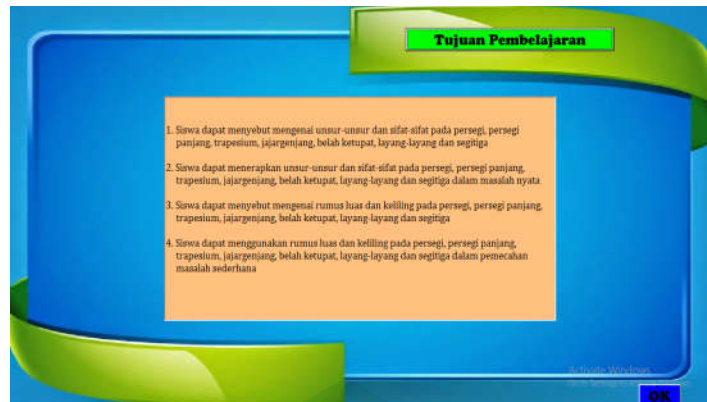 Tujuan Pembelajaran
1. Siswa dapat menyebut mengenai unsur-unsur dan sifat-sifat pada persegi, persegi
panjang, trapesium, jajargenjang, belah ketupat, layang-layang dan segitiga
2. Siswa dapat menerapkan unsur-unsur dan sifat-sifat pada persegi, persegi panjang,
trapesium, jajargenjang, belah ketupat, layang-layang dan segitiga dalam masalah nyata
3. Siswa dapat menyebut mengenai rumus luas dan keliling pada persegi, persegi panjang,
trapesium, jajargenjang, belah ketupat, layang-layang dan segitiga
4. Siswa dapat menggunakan rumus luas dan keliling pada persegi, persegi panjang,
trapesium, jajargenjang, belah ketupat, layang-layang dan segitiga dalam pemecahan
masalah sederhana
Activate Windows
OK